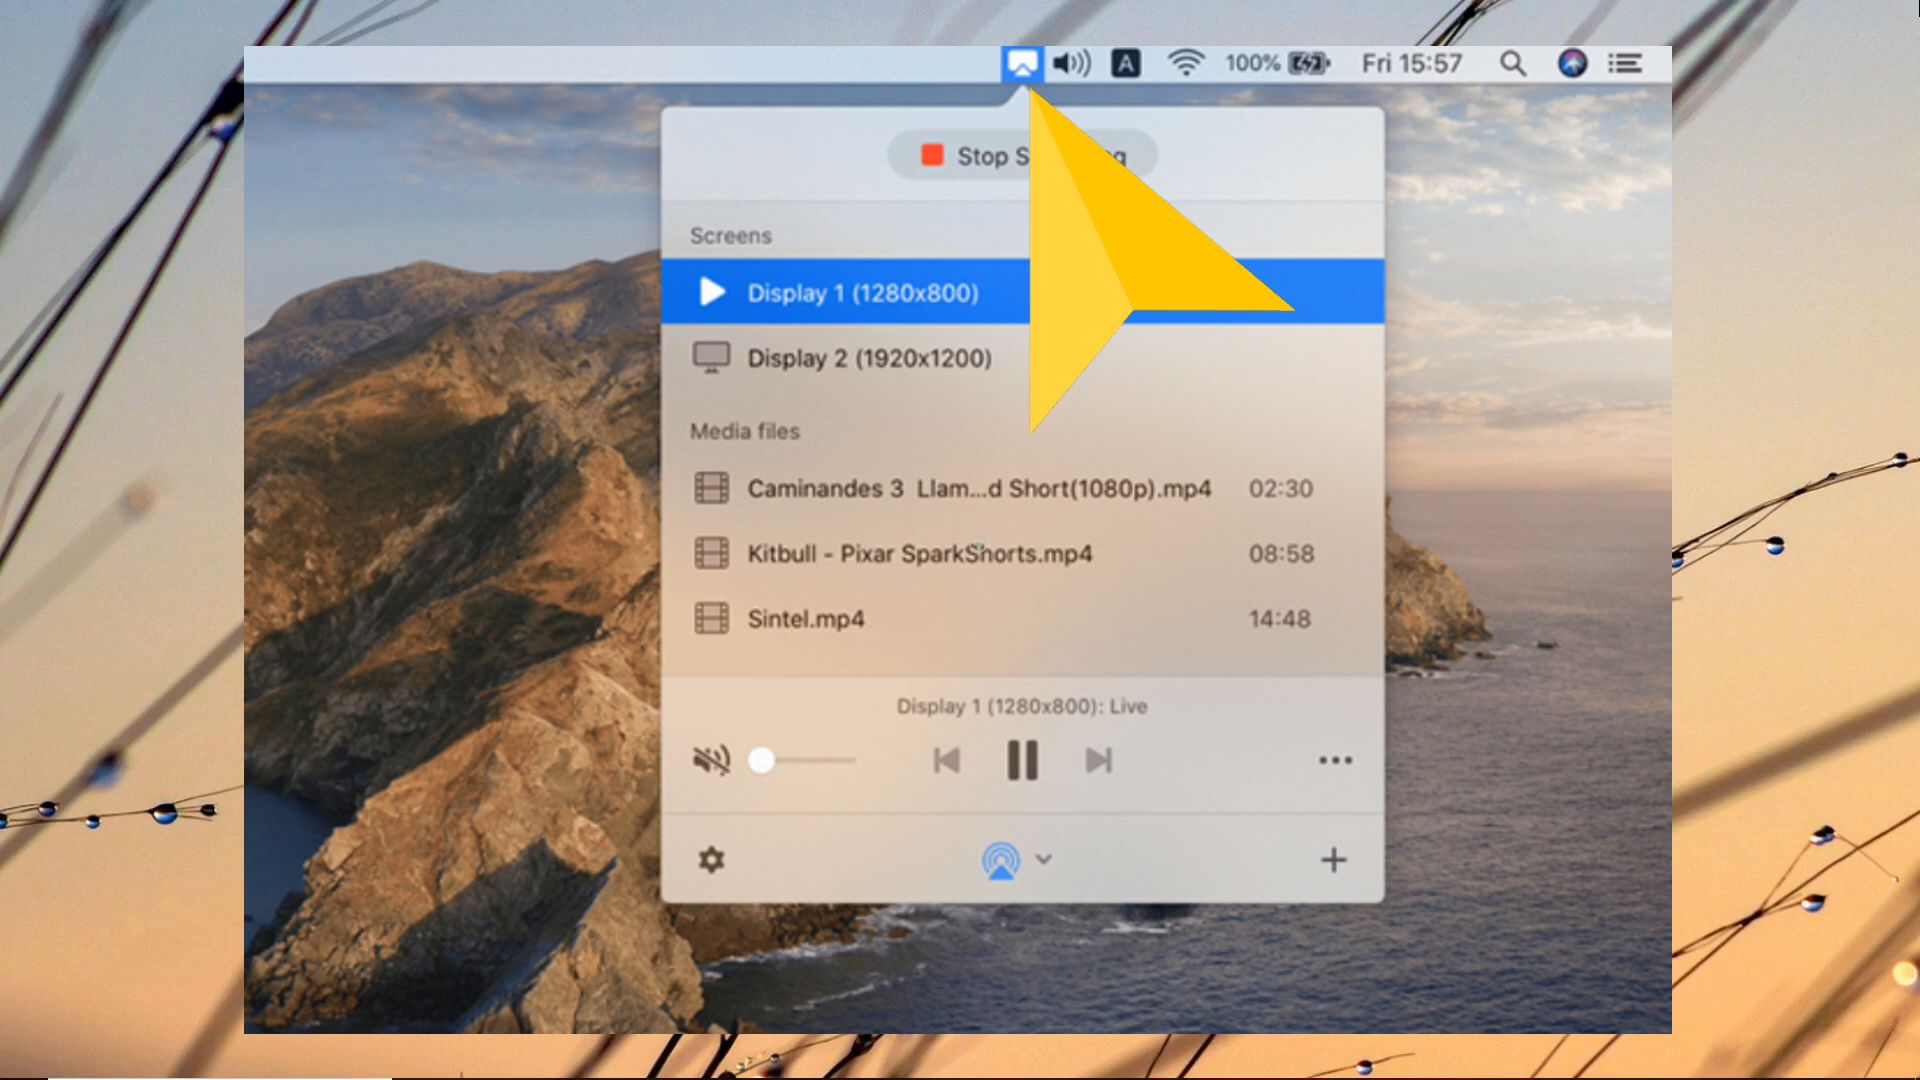 A 100% Fri 15:57
Stop
Screens
Display 1 (1280x800)
Display 2 (1920x1200)
Media files
Caminandes 3 Llam...d Short(1080p).mp4 02:30
Kitbull - Pixar SparkShorts.mp4 08:58
Sintel.mp4 14:48
Display 1 (1280x800): Live